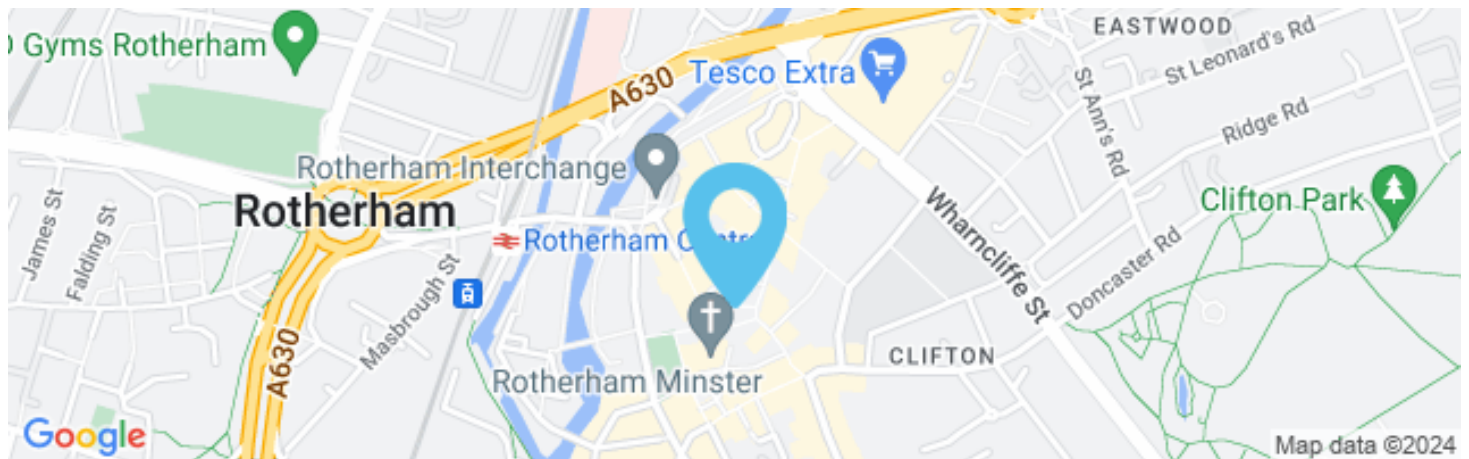 EASTWOOD
Gyms Rotherham
St Leonard's Rd
Tesco Extra
A630
St Ann's Rd
Ridge Rd
Rotherham Interchange
Clifton Park
Rotherham
James St
Falding St
Rotherham
Wharncliffe St
Doncaster Rd
Masbrough St
A630
CLIFTON
Rotherham Minster
Google
Map data ©2024